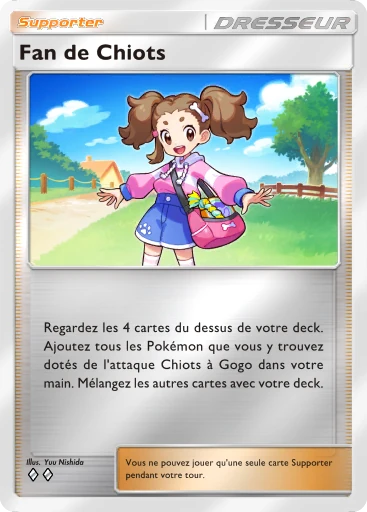 Supporter
DRESSEUR
Fan de Chiots
Regardez les 4 cartes du dessus de votre deck.
Ajoutez tous les Pokémon que vous y trouvez
dotés de l'attaque Chiots à Gogo dans votre
main. Mélangez les autres cartes avec votre deck.
Illus. Yuu Nishida
Vous ne pouvez jouer qu'une seule carte Supporter
pendant votre tour.